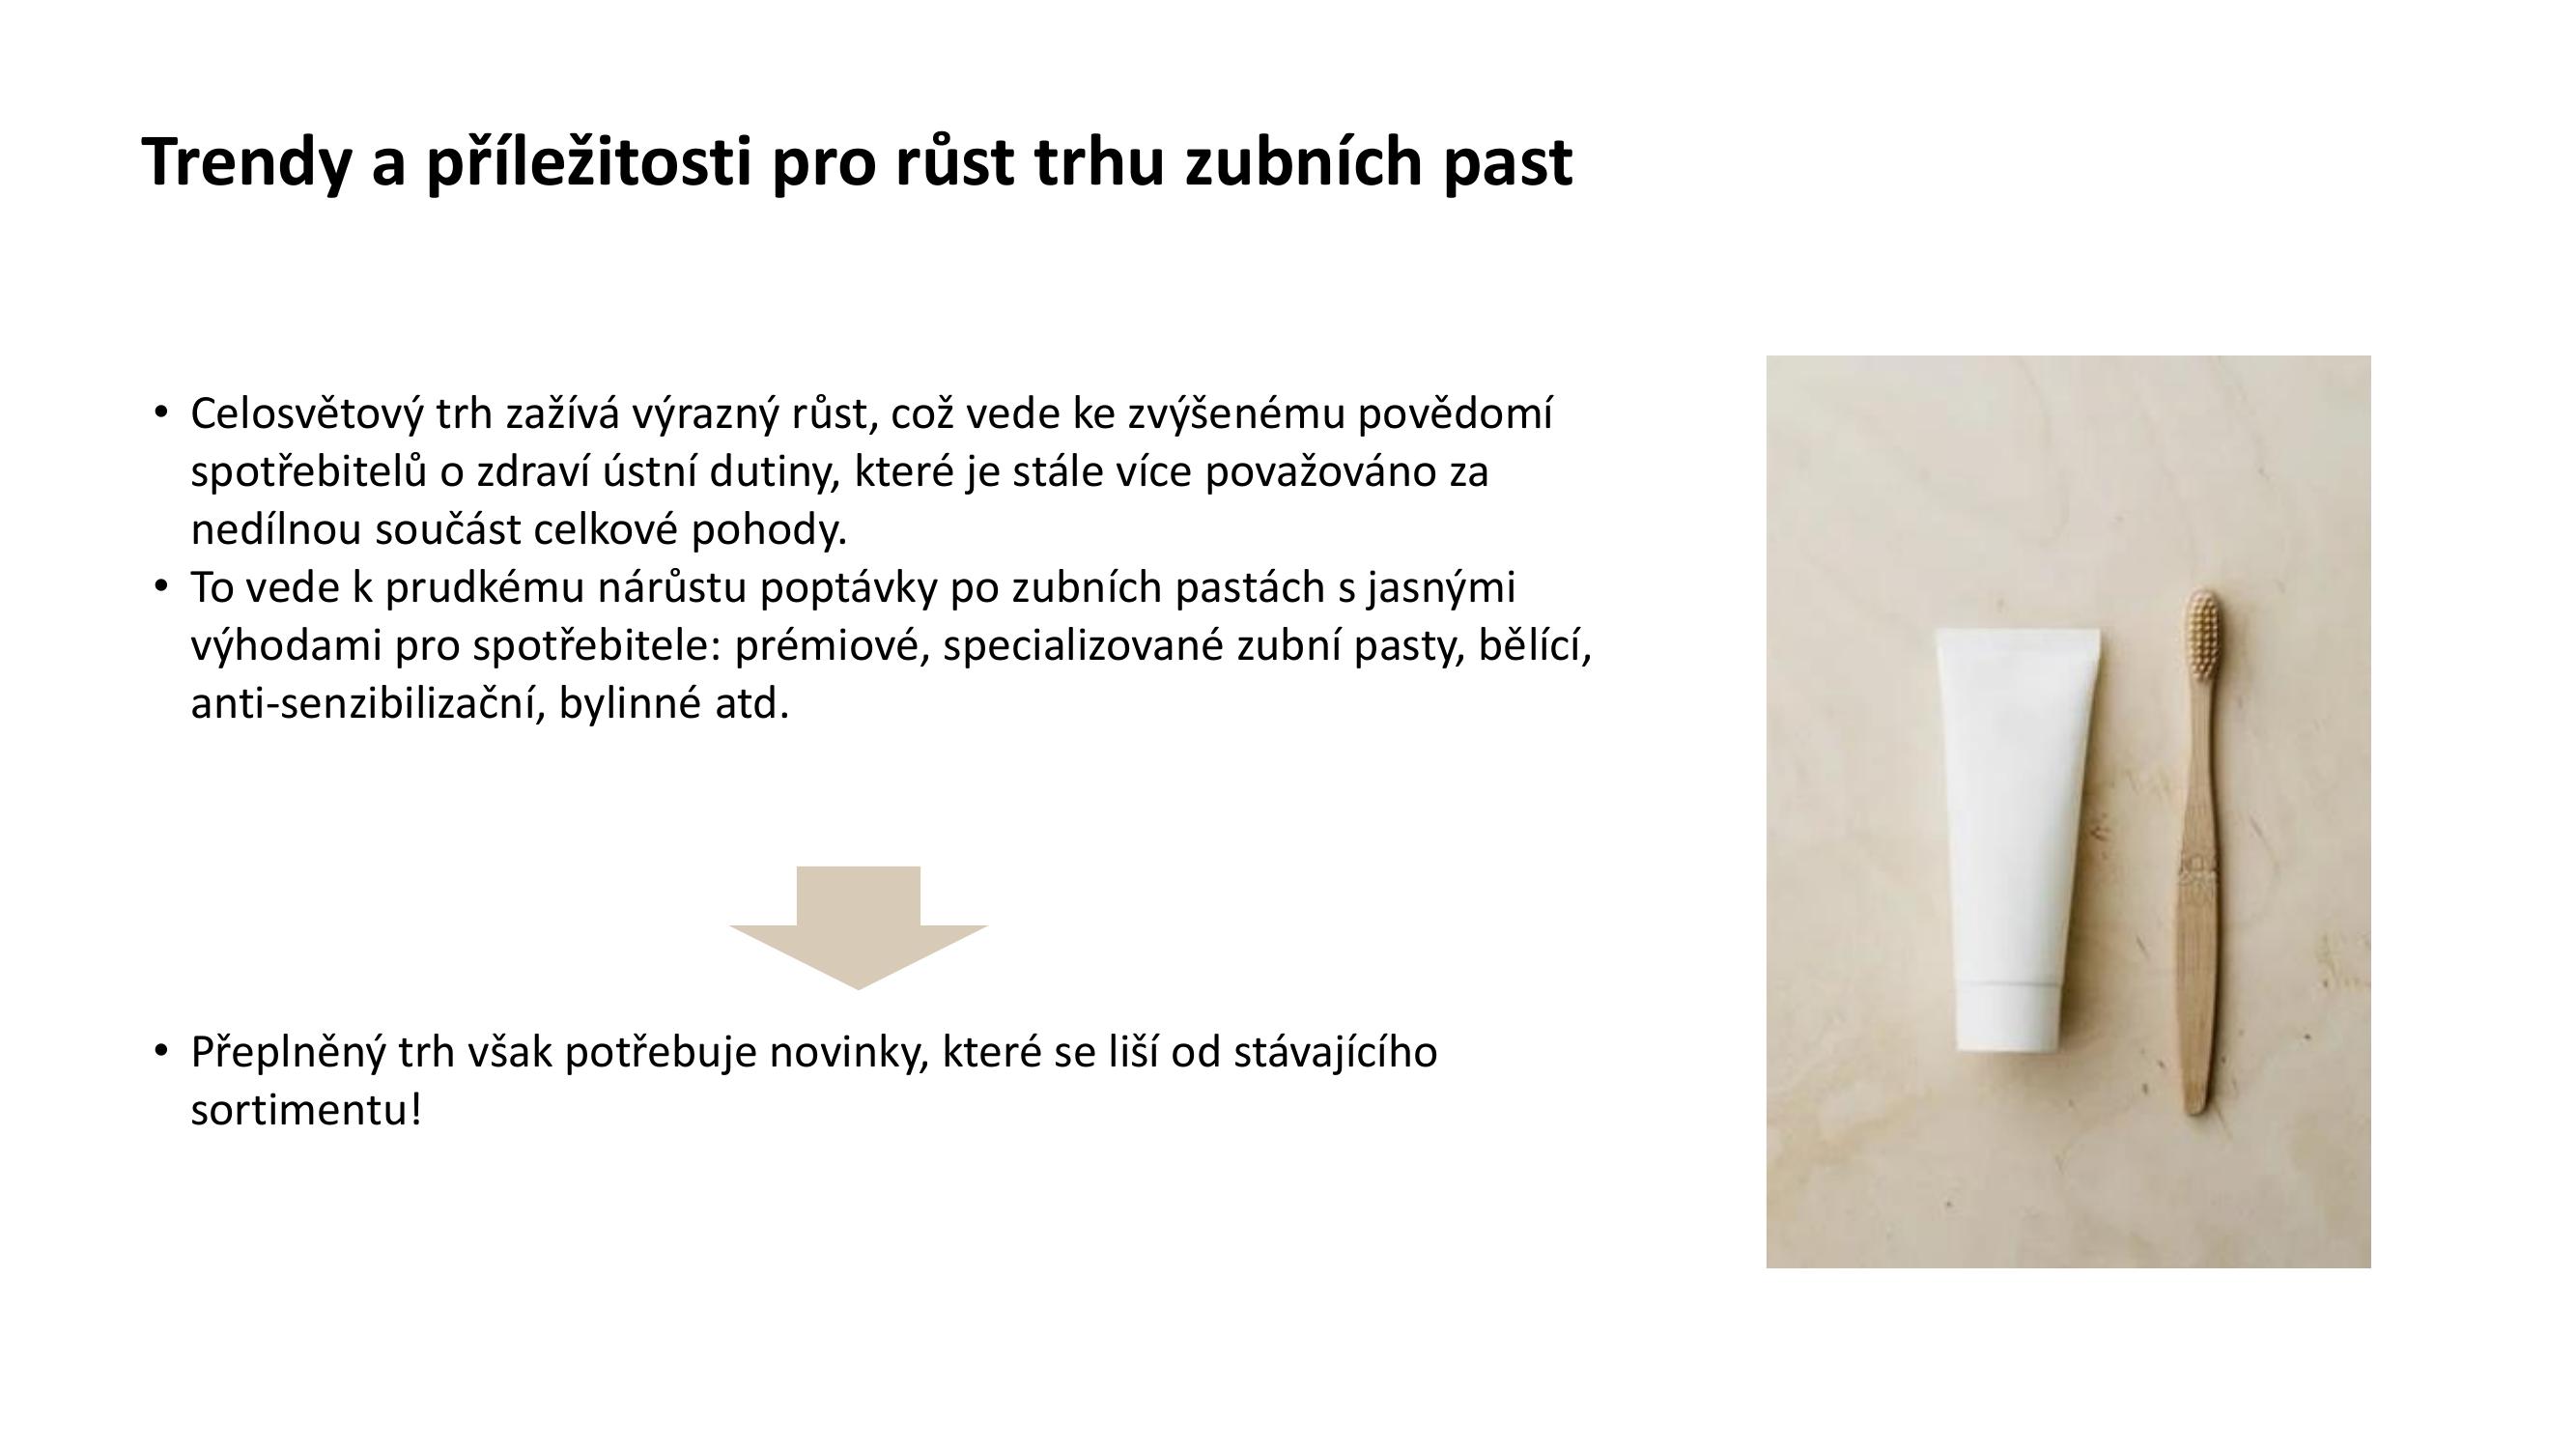 Trendy a příležitosti pro růst trhu zubních past
• Celosvětový trh zažívá výrazný růst, což vede ke zvýšenému povědomí
spotřebitelů o zdraví ústní dutiny, které je stále více považováno za
nedílnou součást celkové pohody.
• To vede k prudkému nárůstu poptávky po zubních pastách s jasnými
výhodami pro spotřebitele: prémiové, specializované zubní pasty, bělící,
anti-senzibilizační, bylinné atd.
• Přeplněný trh však potřebuje novinky, které se liší od stávajícího
sortimentu!